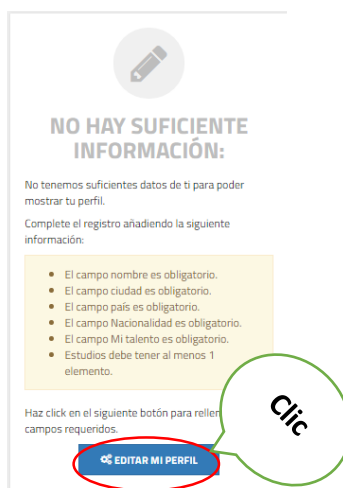 NO HAY SUFICIENTE
INFORMACIÓN:
No tenemos suficientes datos de ti para poder
mostrar tu perfil.
Complete el registro añadiendo la siguiente
información:
El campo nombre es obligatorio.
El campo ciudad es obligatorio.
El campo país es obligatorio.
El campo Nacionalidad es obligatorio.
El campo Mi talento es obligatorio.
Estudios debe tener al menos 1
elemento.
Haz click en el siguiente botón para
campos requeridos.
EDITAR MI PERFIL
Clic